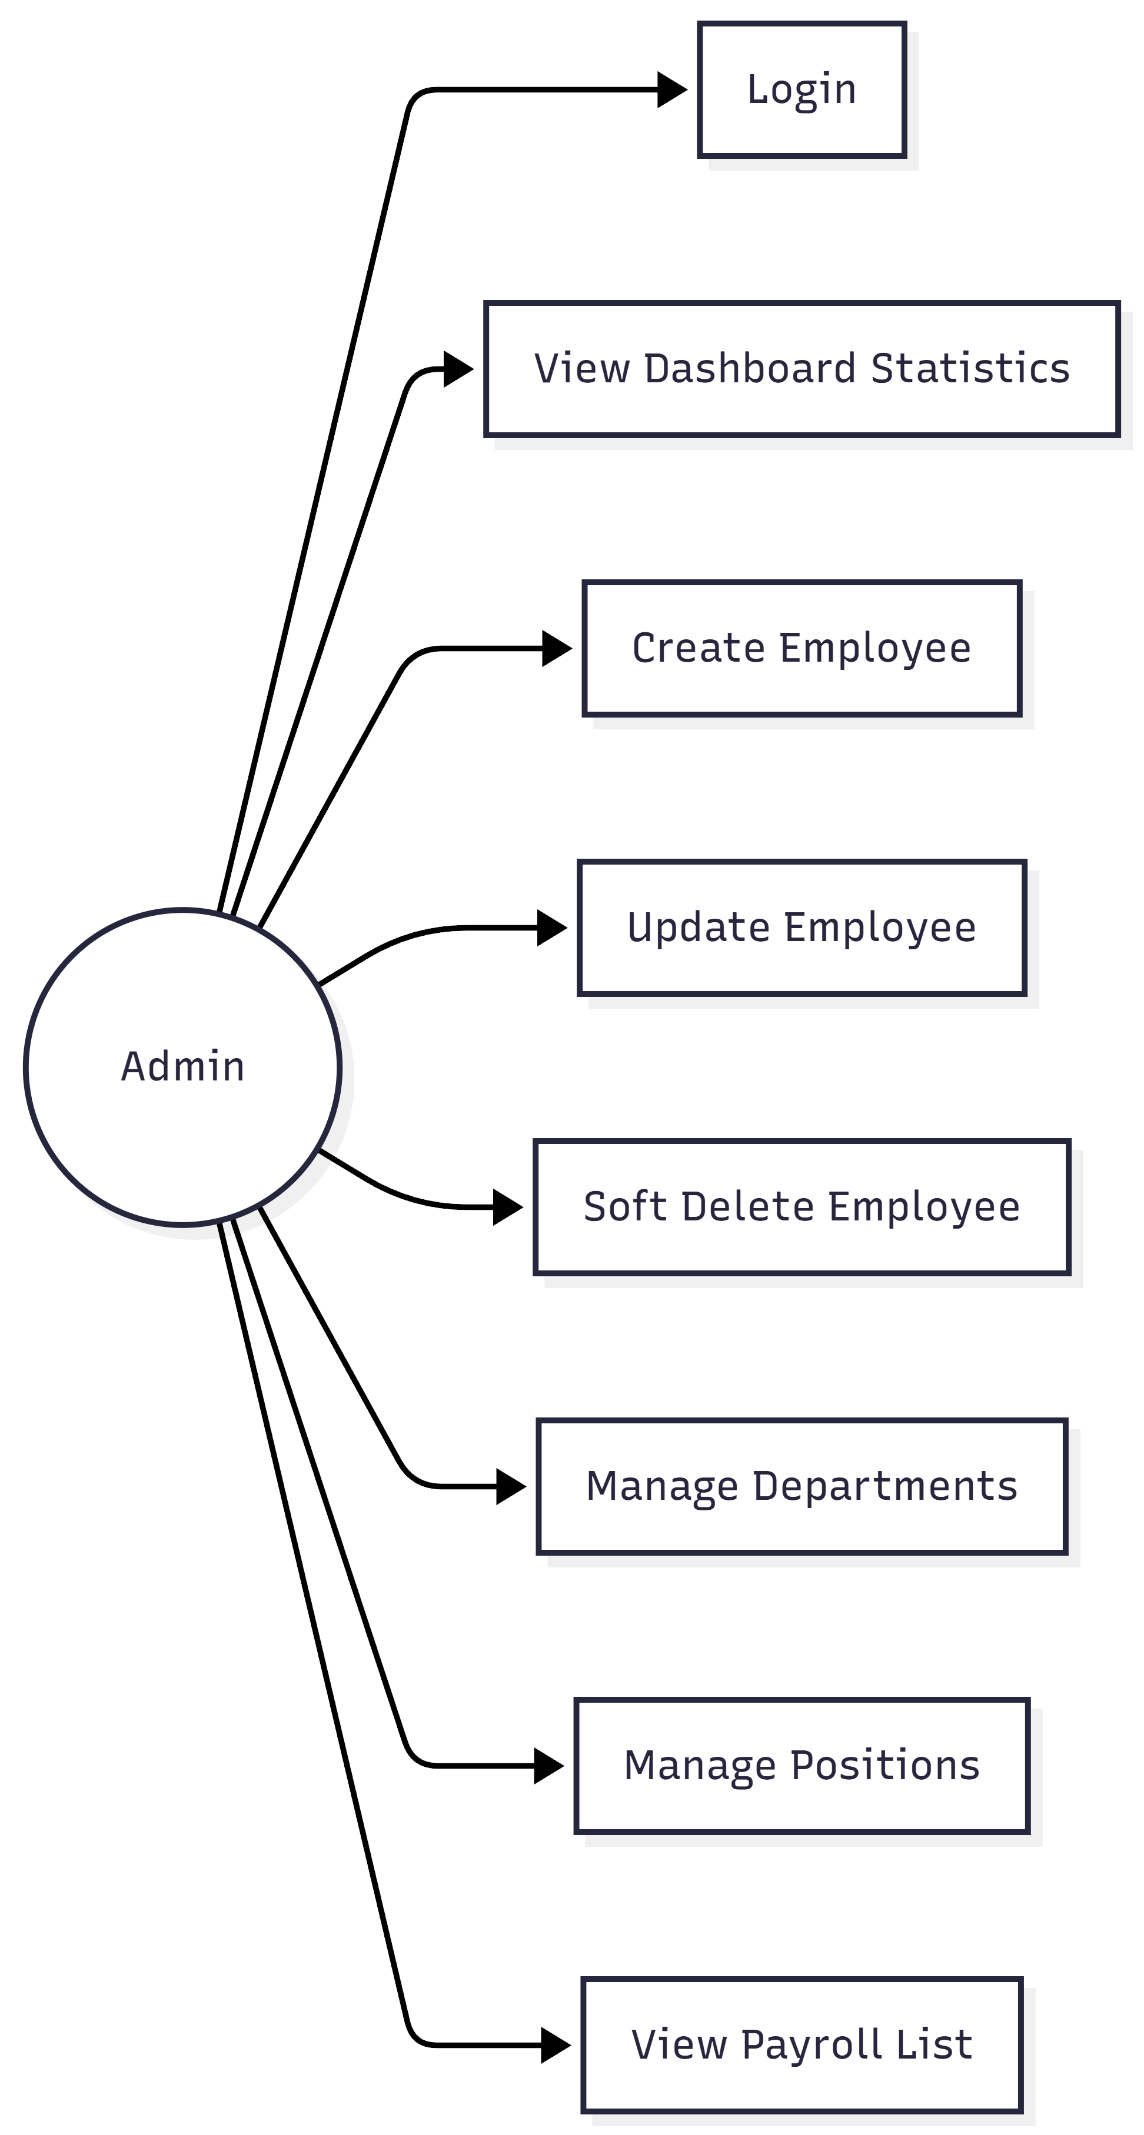 Login
View Dashboard Statistics
Create Employee
Update Employee
Admin
Soft Delete Employee
Manage Departments
Manage Positions
View Payroll List